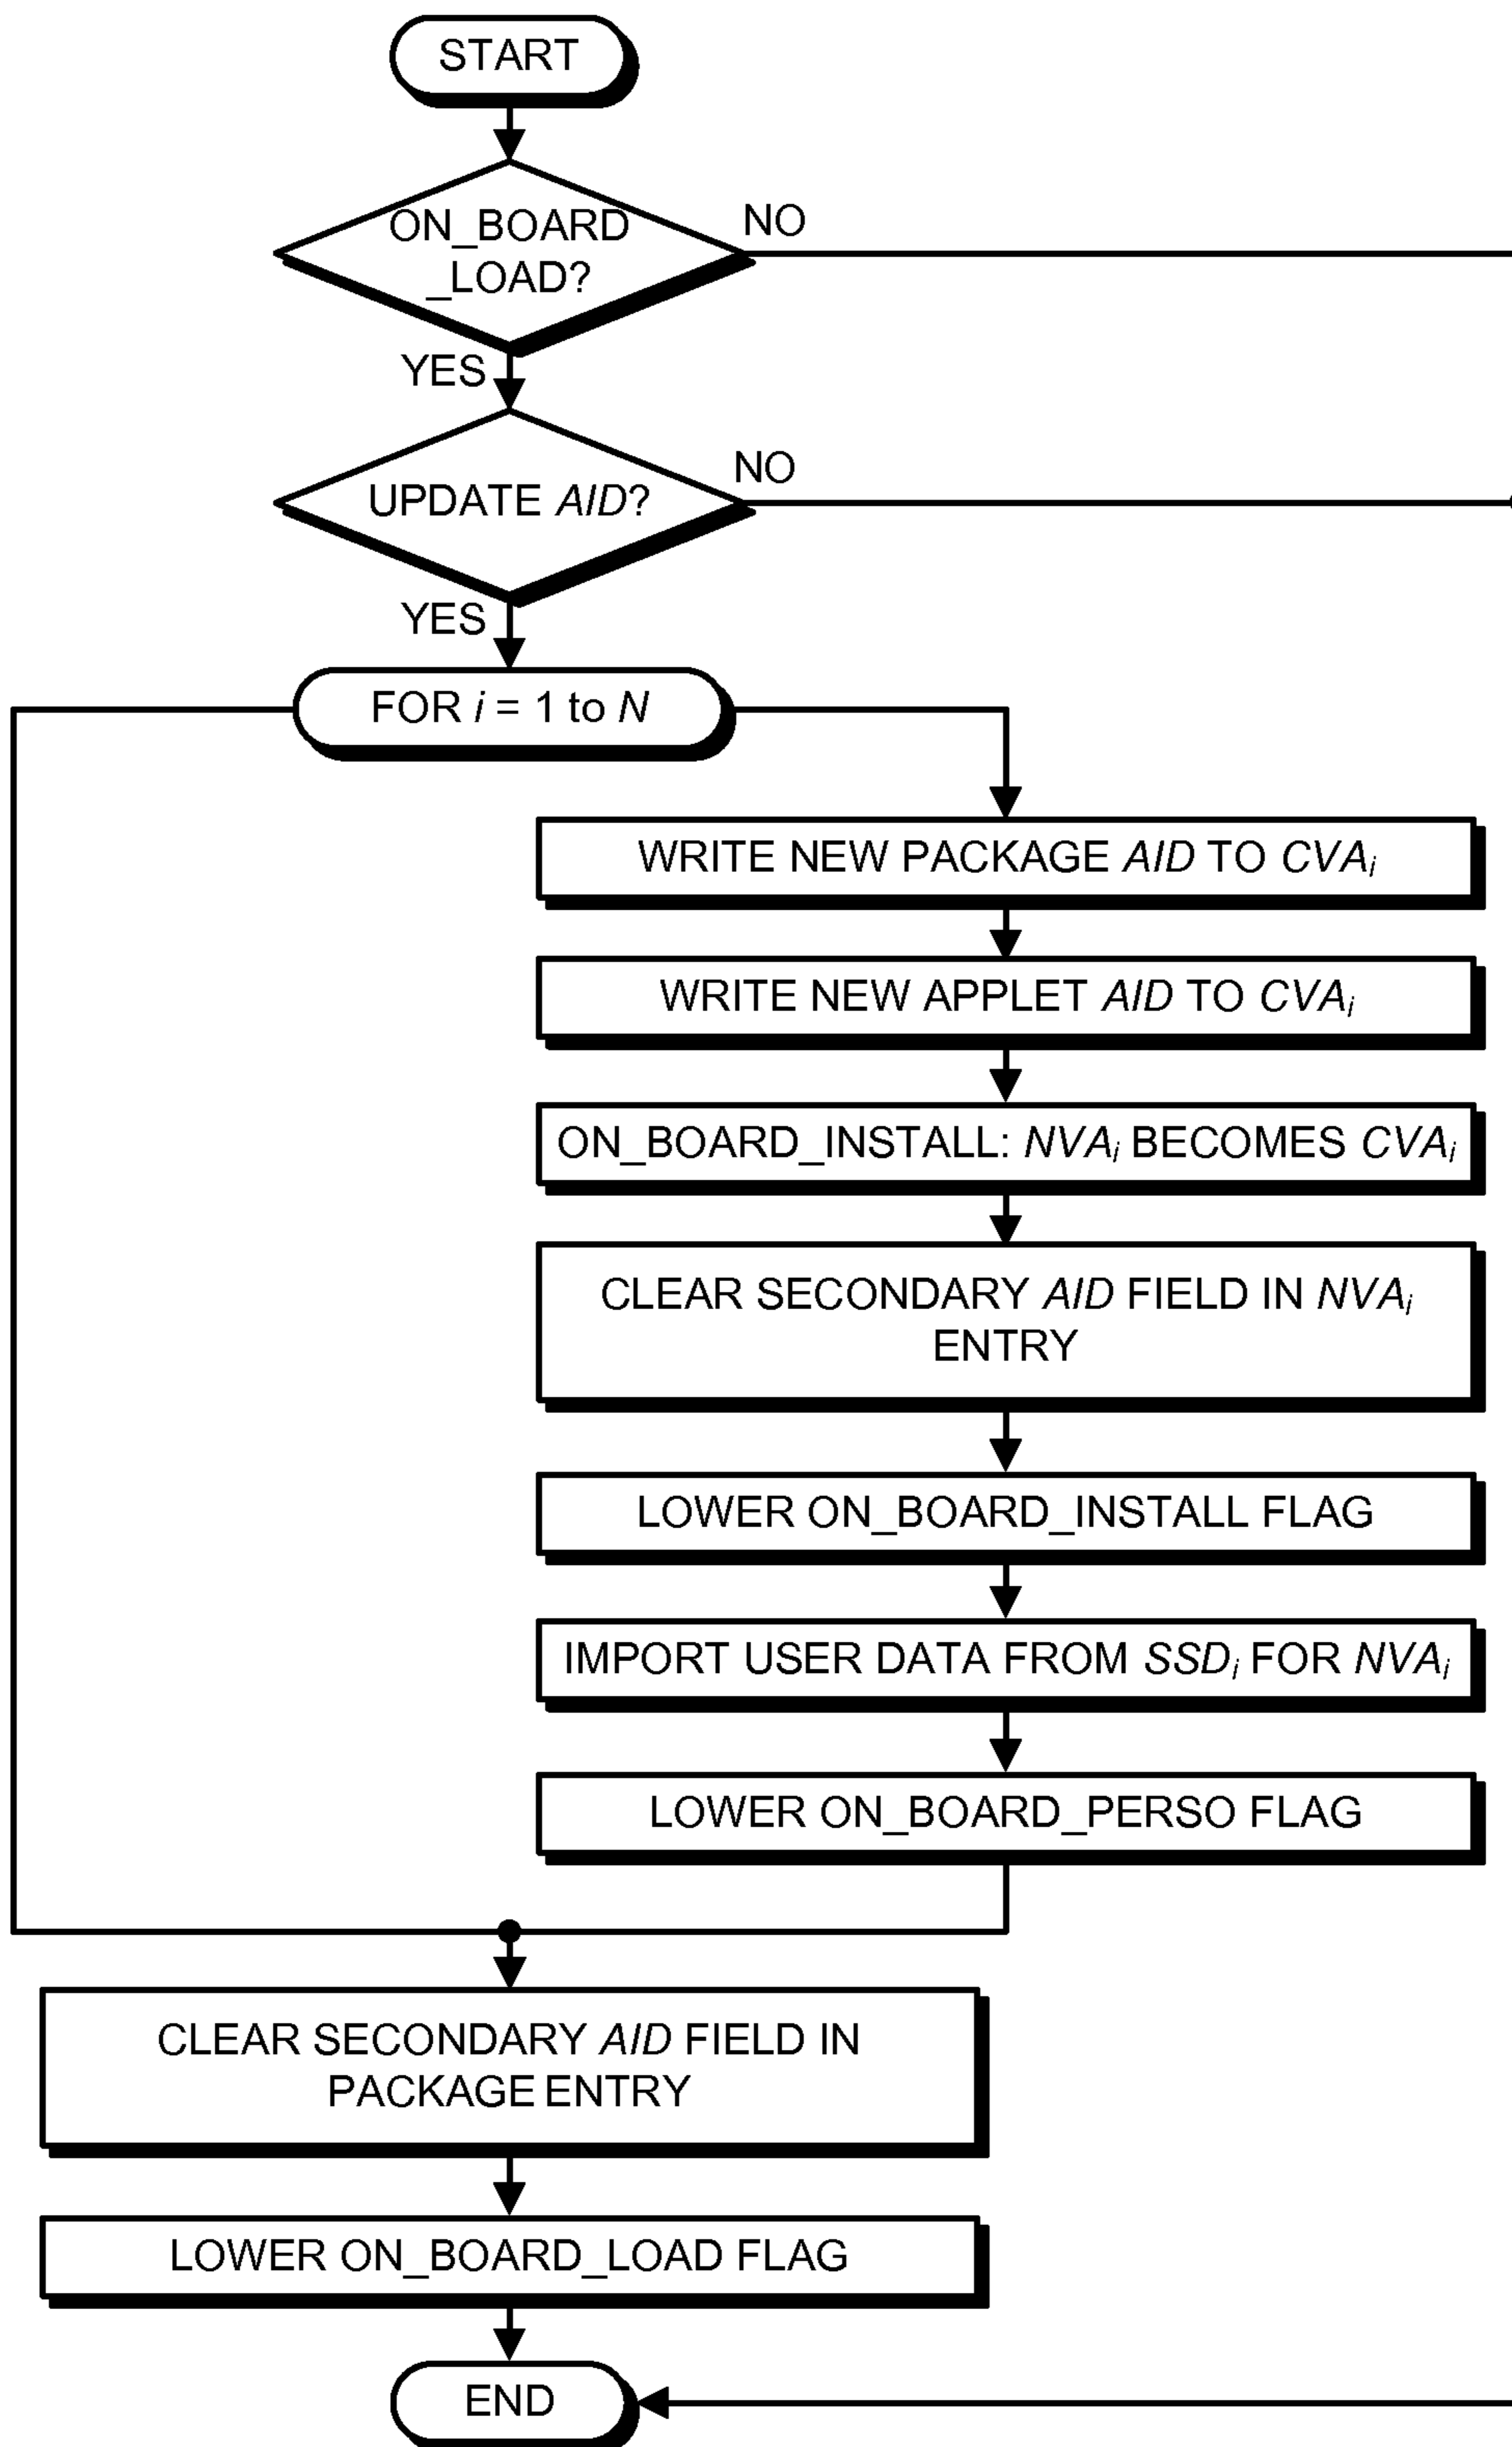 START
ON_BOARD
_LOAD?
NO
YES
UPDATE AID?
NO
YES
FOR i = 1 to N
WRITE NEW PACKAGE AID TO CVAi
WRITE NEW APPLET AID TO CVAi
ON_BOARD_INSTALL: NVAi BECOMES CVAi
CLEAR SECONDARY AID FIELD IN NVAi
ENTRY
LOWER ON_BOARD_INSTALL FLAG
IMPORT USER DATA FROM SSDi FOR NVAi
LOWER ON_BOARD_PERSO FLAG
CLEAR SECONDARY AID FIELD IN
PACKAGE ENTRY
LOWER ON_BOARD_LOAD FLAG
END